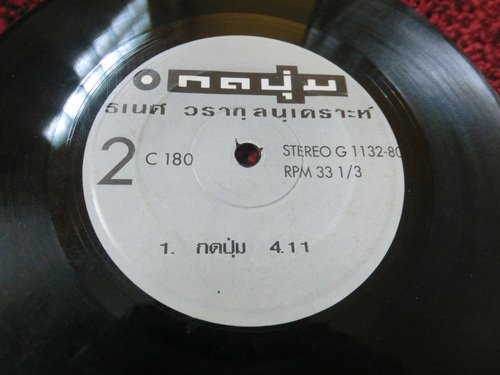 กดปุ่ม
ธเนศ วรากุลนุเคราะห์
2 C 180 STEREO G 1132-80
RPM 33 1/3
1. กดปุ่ม 4.11